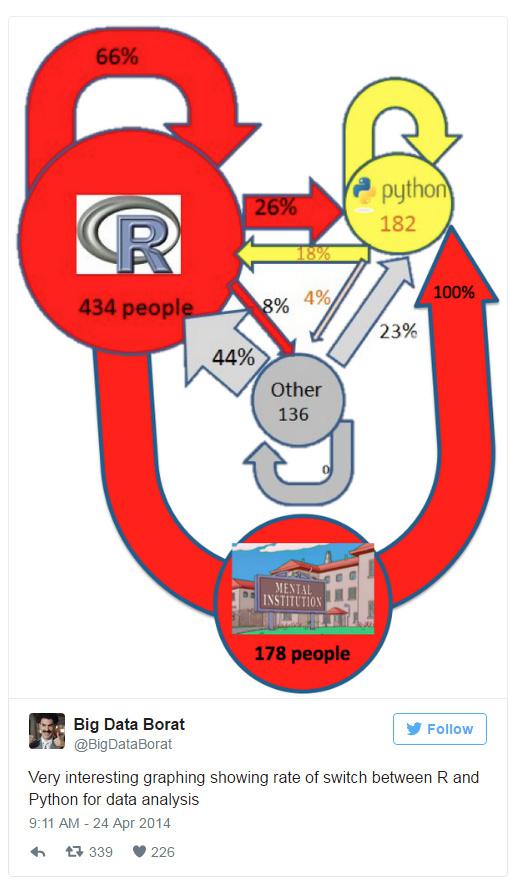 66%
R
python
26%
182
18%
434 people
8%
4%
100%
44%
23%
Other
136
0
MENTAL
INSTITUTION
178 people
Big Data Borat
@BigDataBorat
Follow
Very interesting graphing showing rate of switch between R and
Python for data analysis
9:11 AM - 24 Apr 2014
339
226